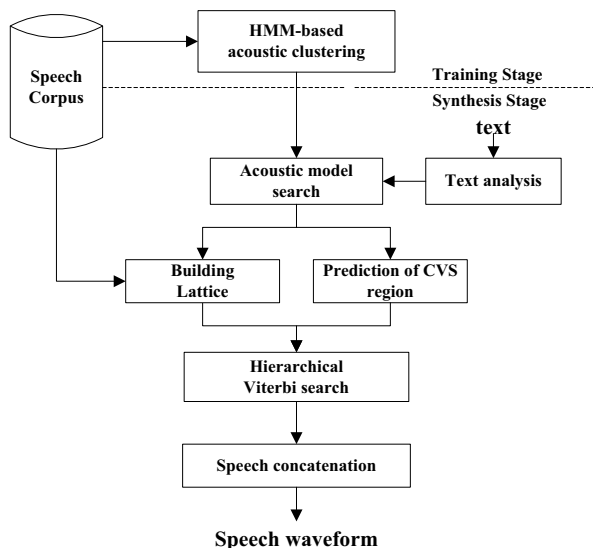 HMM-based
acoustic clustering
Speech
Corpus
Training Stage
Synthesis Stage
text
Acoustic model
search
Text analysis
Building
Lattice
Prediction of CVS
region
Hierarchical
Viterbi search
Speech concatenation
Speech waveform